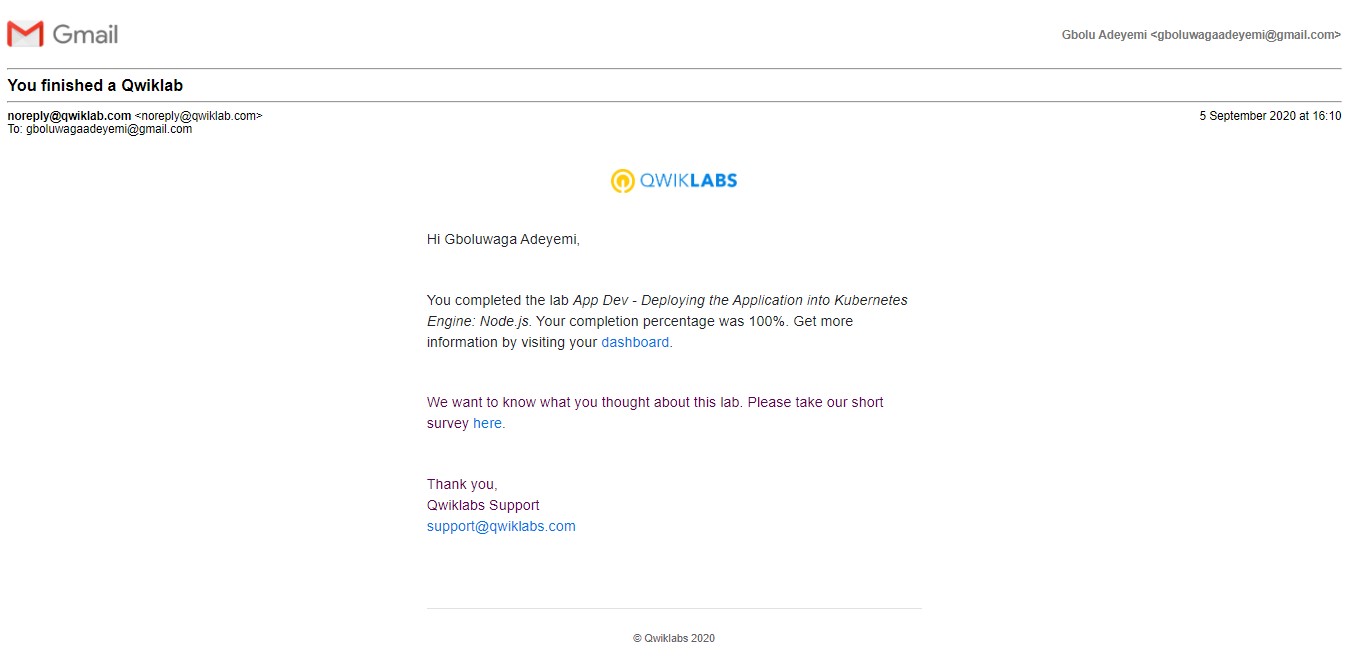 Gmail
Gbolu Adeyemi <gboluwagaadeyemi@gmail.com>
You finished a Qwiklab
noreply@qwiklab.com <noreply@qwiklab.com>
5 September 2020 at 16:10
To: gboluwagaadeyemi@gmail.com
QWIKLABS
Hi Gboluwaga Adeyemi,
You completed the lab App Dev - Deploying the Application into Kubernetes
Engine: Node.js. Your completion percentage was 100%. Get more
information by visiting your dashboard.
We want to know what you thought about this lab. Please take our short
survey here.
Thank you,
Qwiklabs Support
support@qwiklabs.com
© Qwiklabs 2020